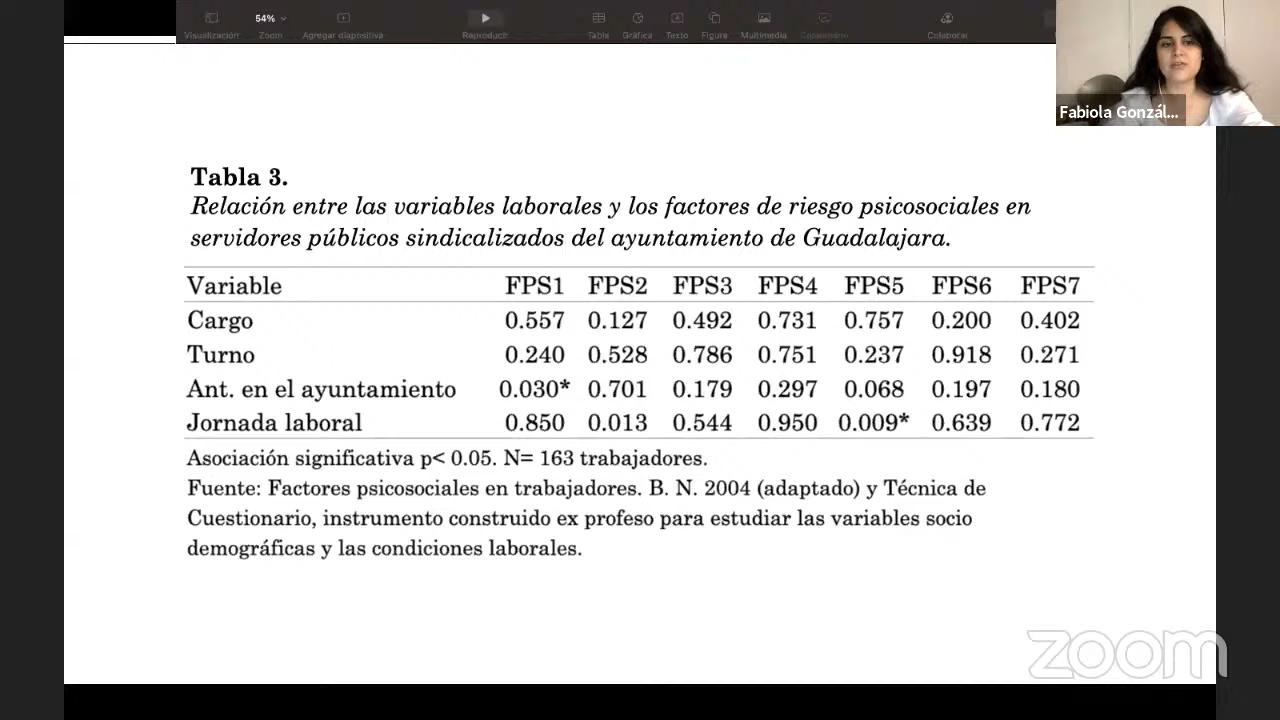 54%
Visualización Zoom Agregar diapositiva Reproducir Tabla Gráfica Texto Figura Multimedia Comentario Colaborar
Fabiola Gonzál...
Tabla 3.
Relación entre las variables laborales y los factores de riesgo psicosociales en
servidores públicos sindicalizados del ayuntamiento de Guadalajara.
Variable FPS1 FPS2 FPS3 FPS4 FPS5 FPS6 FPS7
Cargo 0.557 0.127 0.492 0.731 0.757 0.200 0.402
Turno 0.240 0.528 0.786 0.751 0.237 0.918 0.271
Ant. en el ayuntamiento 0.030* 0.701 0.179 0.297 0.068 0.197 0.180
Jornada laboral 0.850 0.013 0.544 0.950 0.009* 0.639 0.772
Asociación significativa p< 0.05. N= 163 trabajadores.
Fuente: Factores psicosociales en trabajadores. B. N. 2004 (adaptado) y Técnica de
Cuestionario, instrumento construido ex profeso para estudiar las variables socio
demográficas y las condiciones laborales.
zoom